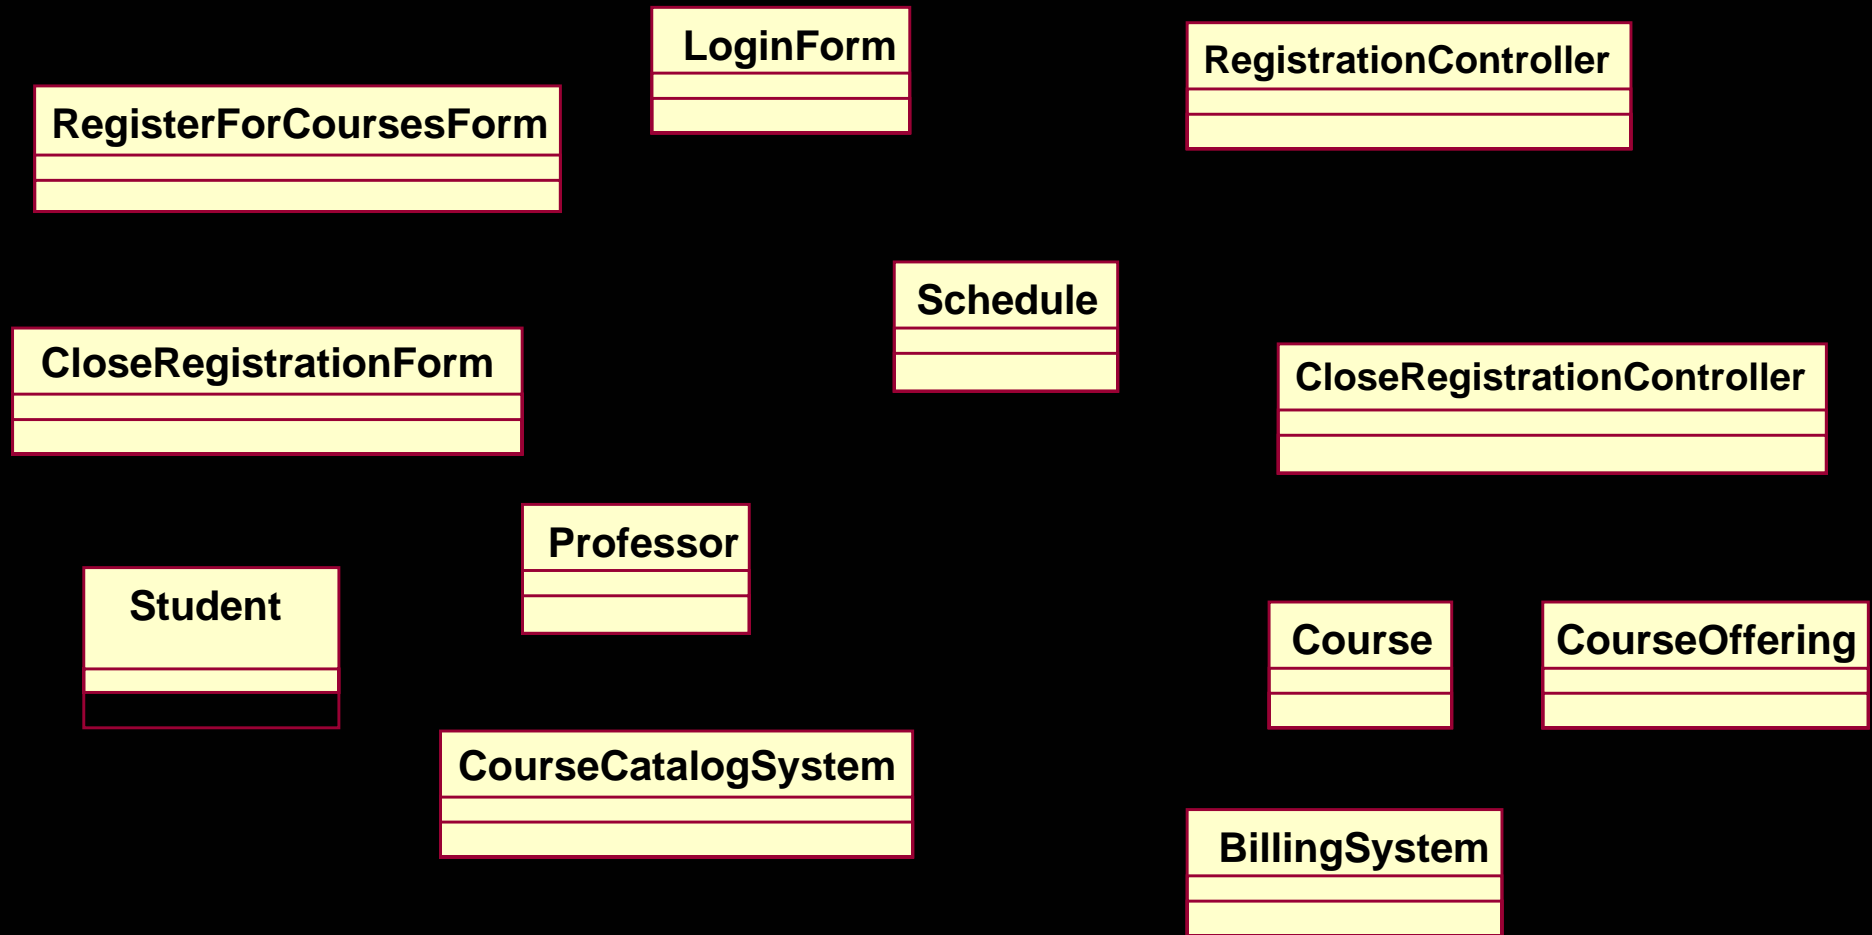 LoginForm
RegistrationController
RegisterForCoursesForm
Schedule
CloseRegistrationForm
CloseRegistrationController
Professor
Student
Course
CourseOffering
CourseCatalogSystem
BillingSystem